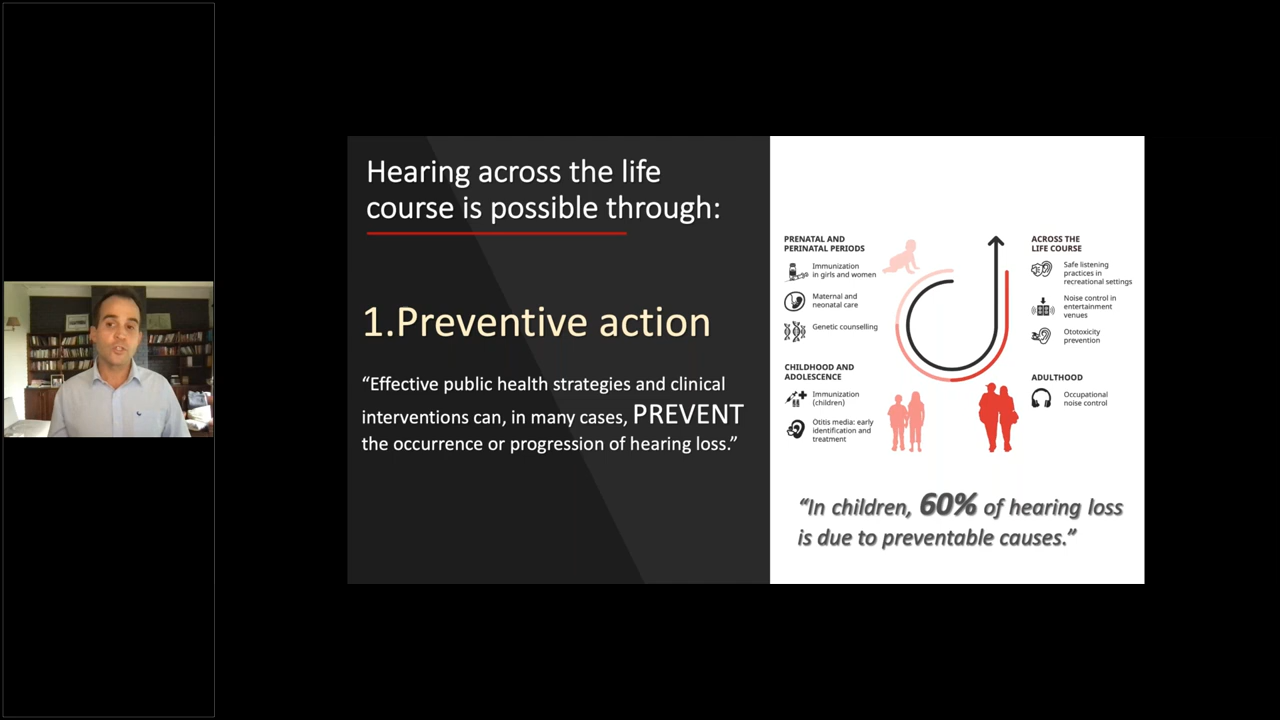 Hearing across the life
course is possible through:
1.Preventive action
“Effective public health strategies and clinical
interventions can, in many cases, PREVENT
the occurrence or progression of hearing loss.”
PRENATAL AND
PERINATAL PERIODS
Immunization
in girls and women
Maternal and
neonatal care
Genetic counselling
CHILDHOOD AND
ADOLESCENCE
Immunization
(children)
Otitis media: early
identification and
treatment
ACROSS THE
LIFE COURSE
Safe listening
practices in
recreational settings
Noise control in
entertainment
venues
Ototoxicity
prevention
ADULTHOOD
Occupational
noise control
“In children, 60% of hearing loss
is due to preventable causes.”